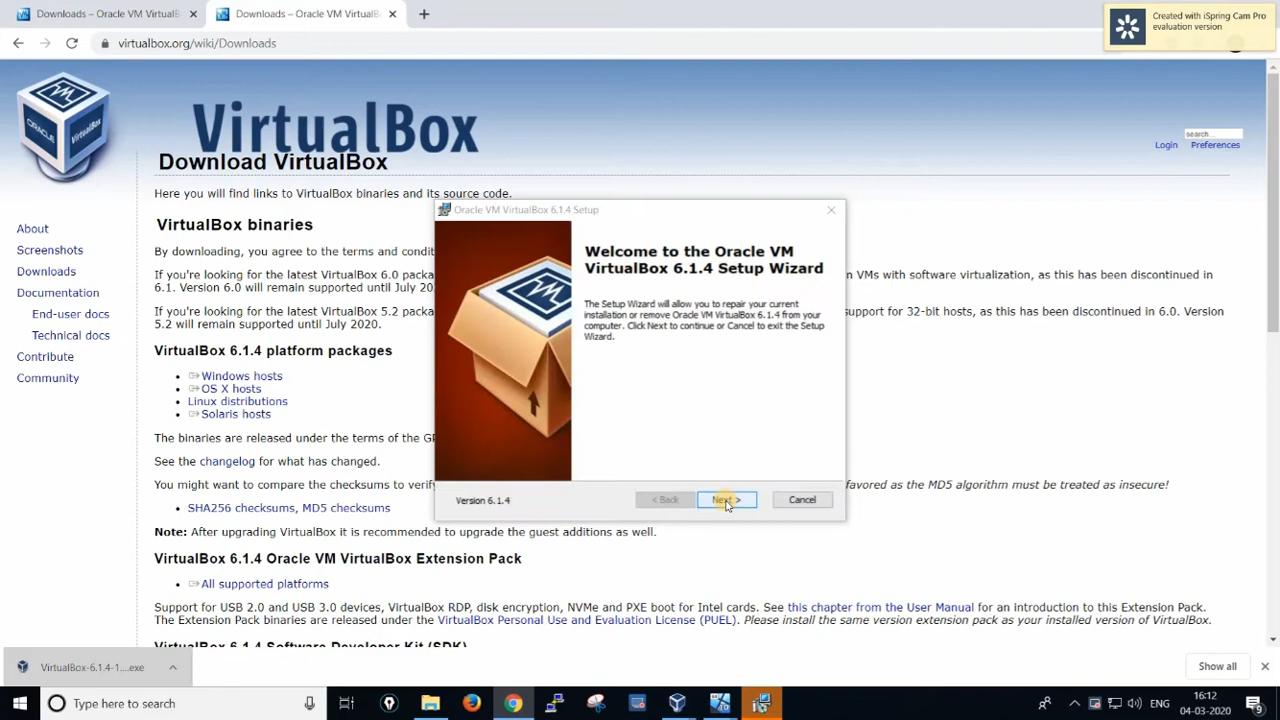 Downloads – Oracle VM VirtualB
Downloads – Oracle VM VirtualB
Created with iSpring Cam Pro
evaluation version
virtualbox.org/wiki/Downloads
ORACLE
VirtualBox
VirtualBox
search...
Login Preferences
Download VirtualBox
Here you will find links to VirtualBox binaries and its source code.
About
Screenshots
Downloads
Documentation
End-user docs
Technical docs
Contribute
Community
VirtualBox binaries
By downloading, you agree to the terms and condit
If you're looking for the latest VirtualBox 6.0 packa
n VMs with software virtualization, as this has been discontinued in
6.1. Version 6.0 will remain supported until July 20
If you're looking for the latest VirtualBox 5.2 packa
support for 32-bit hosts, as this has been discontinued in 6.0. Version
5.2 will remain supported until July 2020.
VirtualBox 6.1.4 platform packages
Windows hosts
OS X hosts
Linux distributions
Solaris hosts
The binaries are released under the terms of the GP
See the changelog for what has changed.
You might want to compare the checksums to verify
favored as the MD5 algorithm must be treated as insecure!
SHA256 checksums, MD5 checksums
Note: After upgrading VirtualBox it is recommended to upgrade the guest additions as well.
VirtualBox 6.1.4 Oracle VM VirtualBox Extension Pack
All supported platforms
Support for USB 2.0 and USB 3.0 devices, VirtualBox RDP, disk encryption, NVMe and PXE boot for Intel cards. See this chapter from the User Manual for an introduction to this Extension Pack.
The Extension Pack binaries are released under the VirtualBox Personal Use and Evaluation License (PUEL). Please install the same version extension pack as your installed version of VirtualBox.
VirtualBox 6.1.4 Software Developer Kit (SDK)
Oracle VM VirtualBox 6.1.4 Setup
Welcome to the Oracle VM
VirtualBox 6.1.4 Setup Wizard
The Setup Wizard will allow you to repair your current
installation or remove Oracle VM VirtualBox 6.1.4 from your
computer. Click Next to continue or Cancel to exit the Setup
Wizard.
Version 6.1.4
< Back
Next >
Cancel
VirtualBox-6.1.4-1....exe
Show all
Type here to search
ENG
16:12
04-03-2020
9